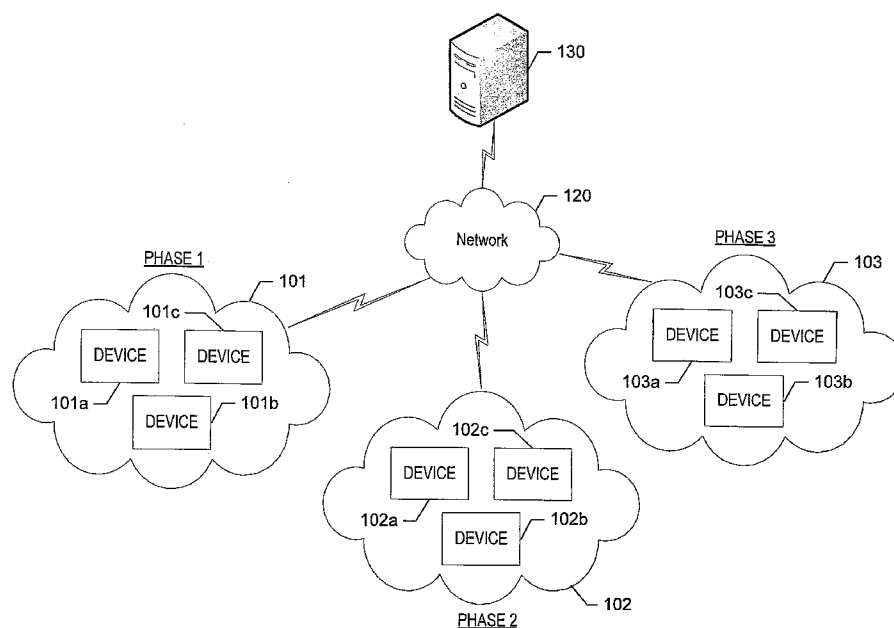 130
120
Network
PHASE 1
101
101c
DEVICE
DEVICE
101a
101b
DEVICE
PHASE 3
103
103c
DEVICE
DEVICE
103a
103b
DEVICE
102c
DEVICE
DEVICE
102a
102b
DEVICE
102
PHASE 2